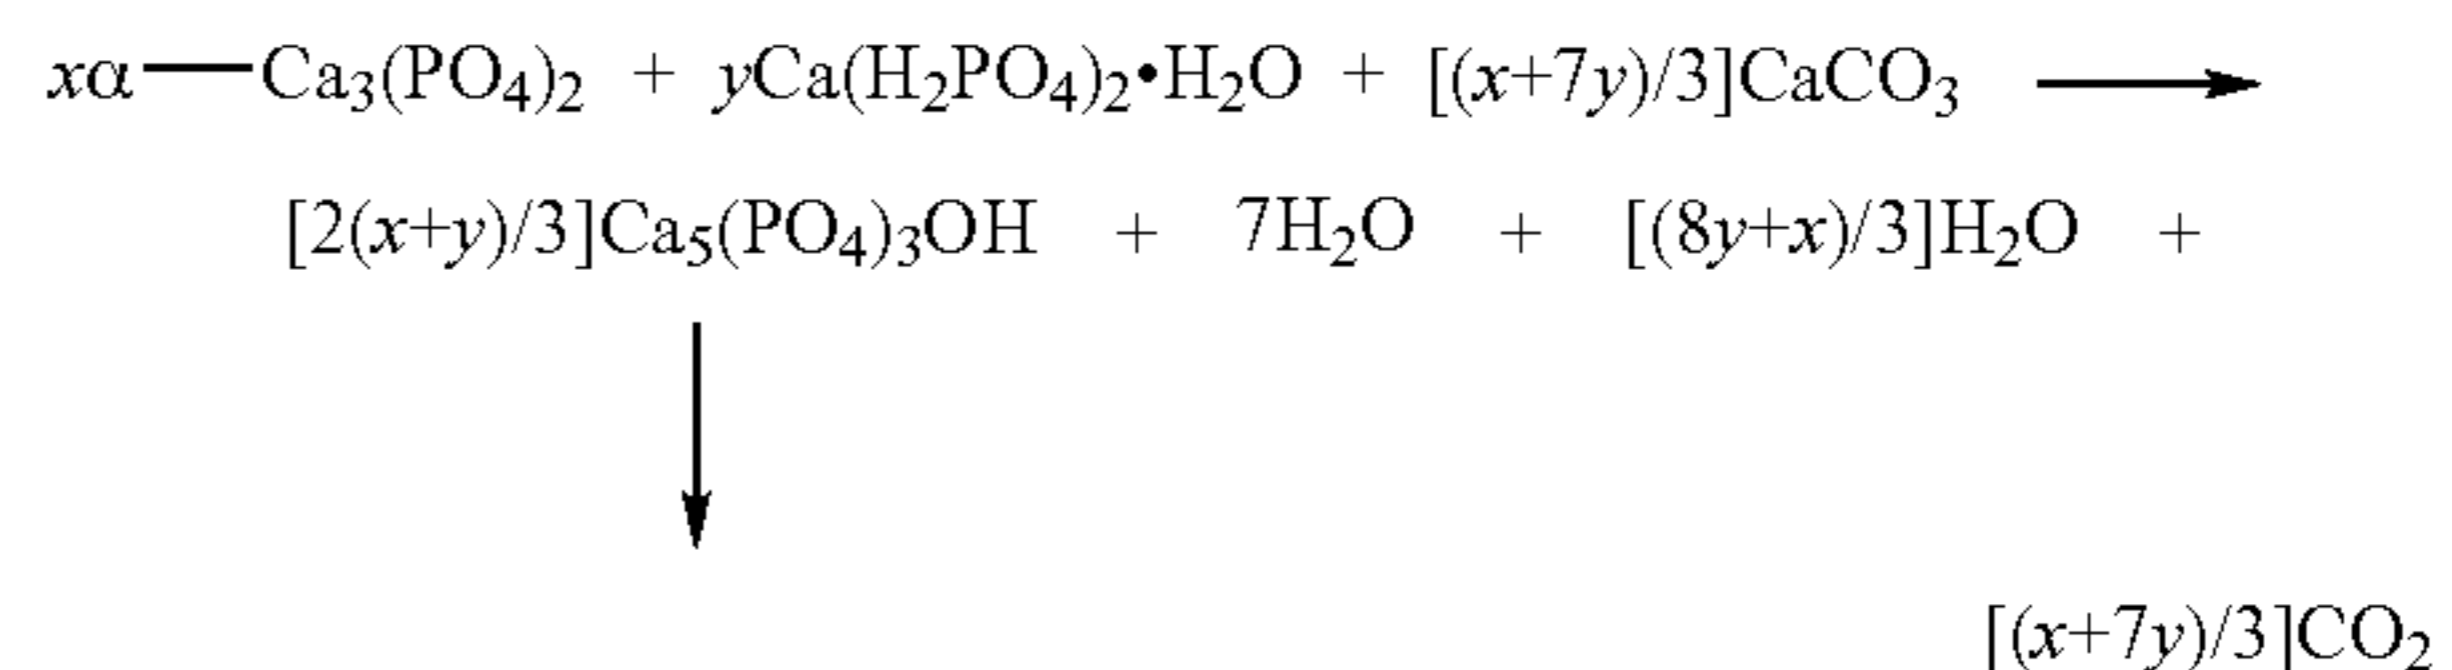 xα—Ca₃(PO₄)₂ + yCa(H₂PO₄)₂•H₂O + [(x+7y)/3]CaCO₃ ⟶
[2(x+y)/3]Ca₅(PO₄)₃OH + 7H₂O + [(8y+x)/3]H₂O +
[(x+7y)/3]CO₂